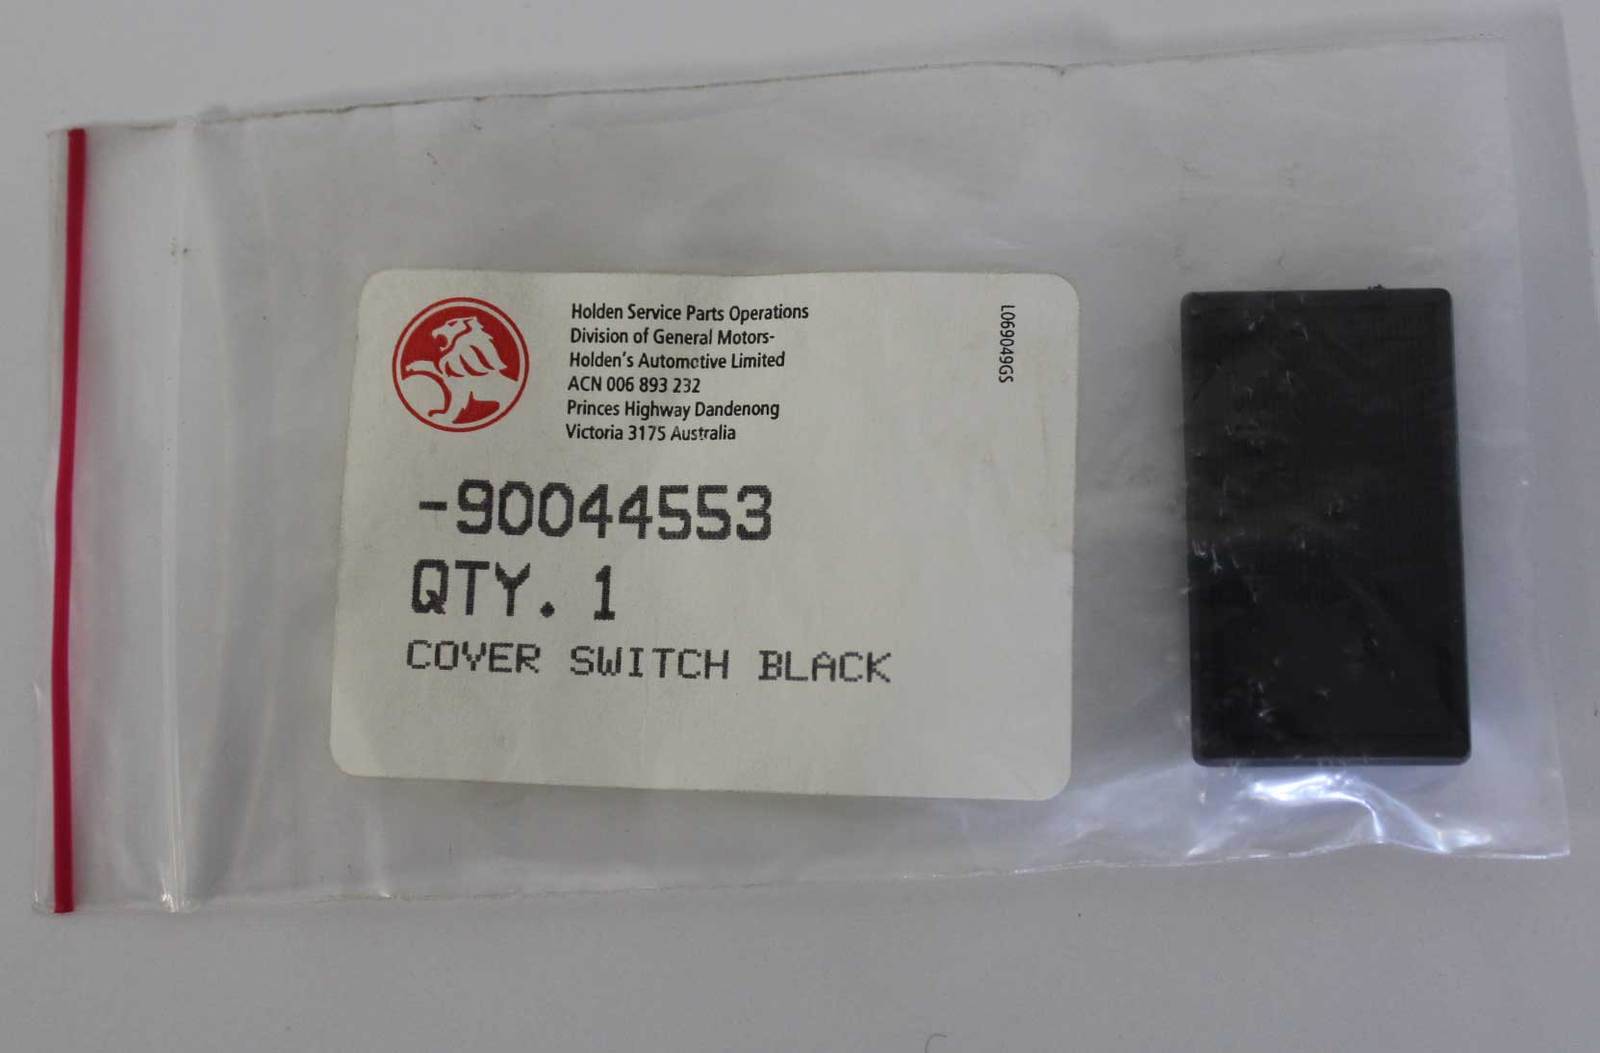 Holden Service Parts Operations
Division of General Motors-
Holden's Automotive Limited
ACN 006 893 232
Princes Highway Dandenong
Victoria 3175 Australia
L069049GS
-90044553
QTY. 1
COVER SWITCH BLACK